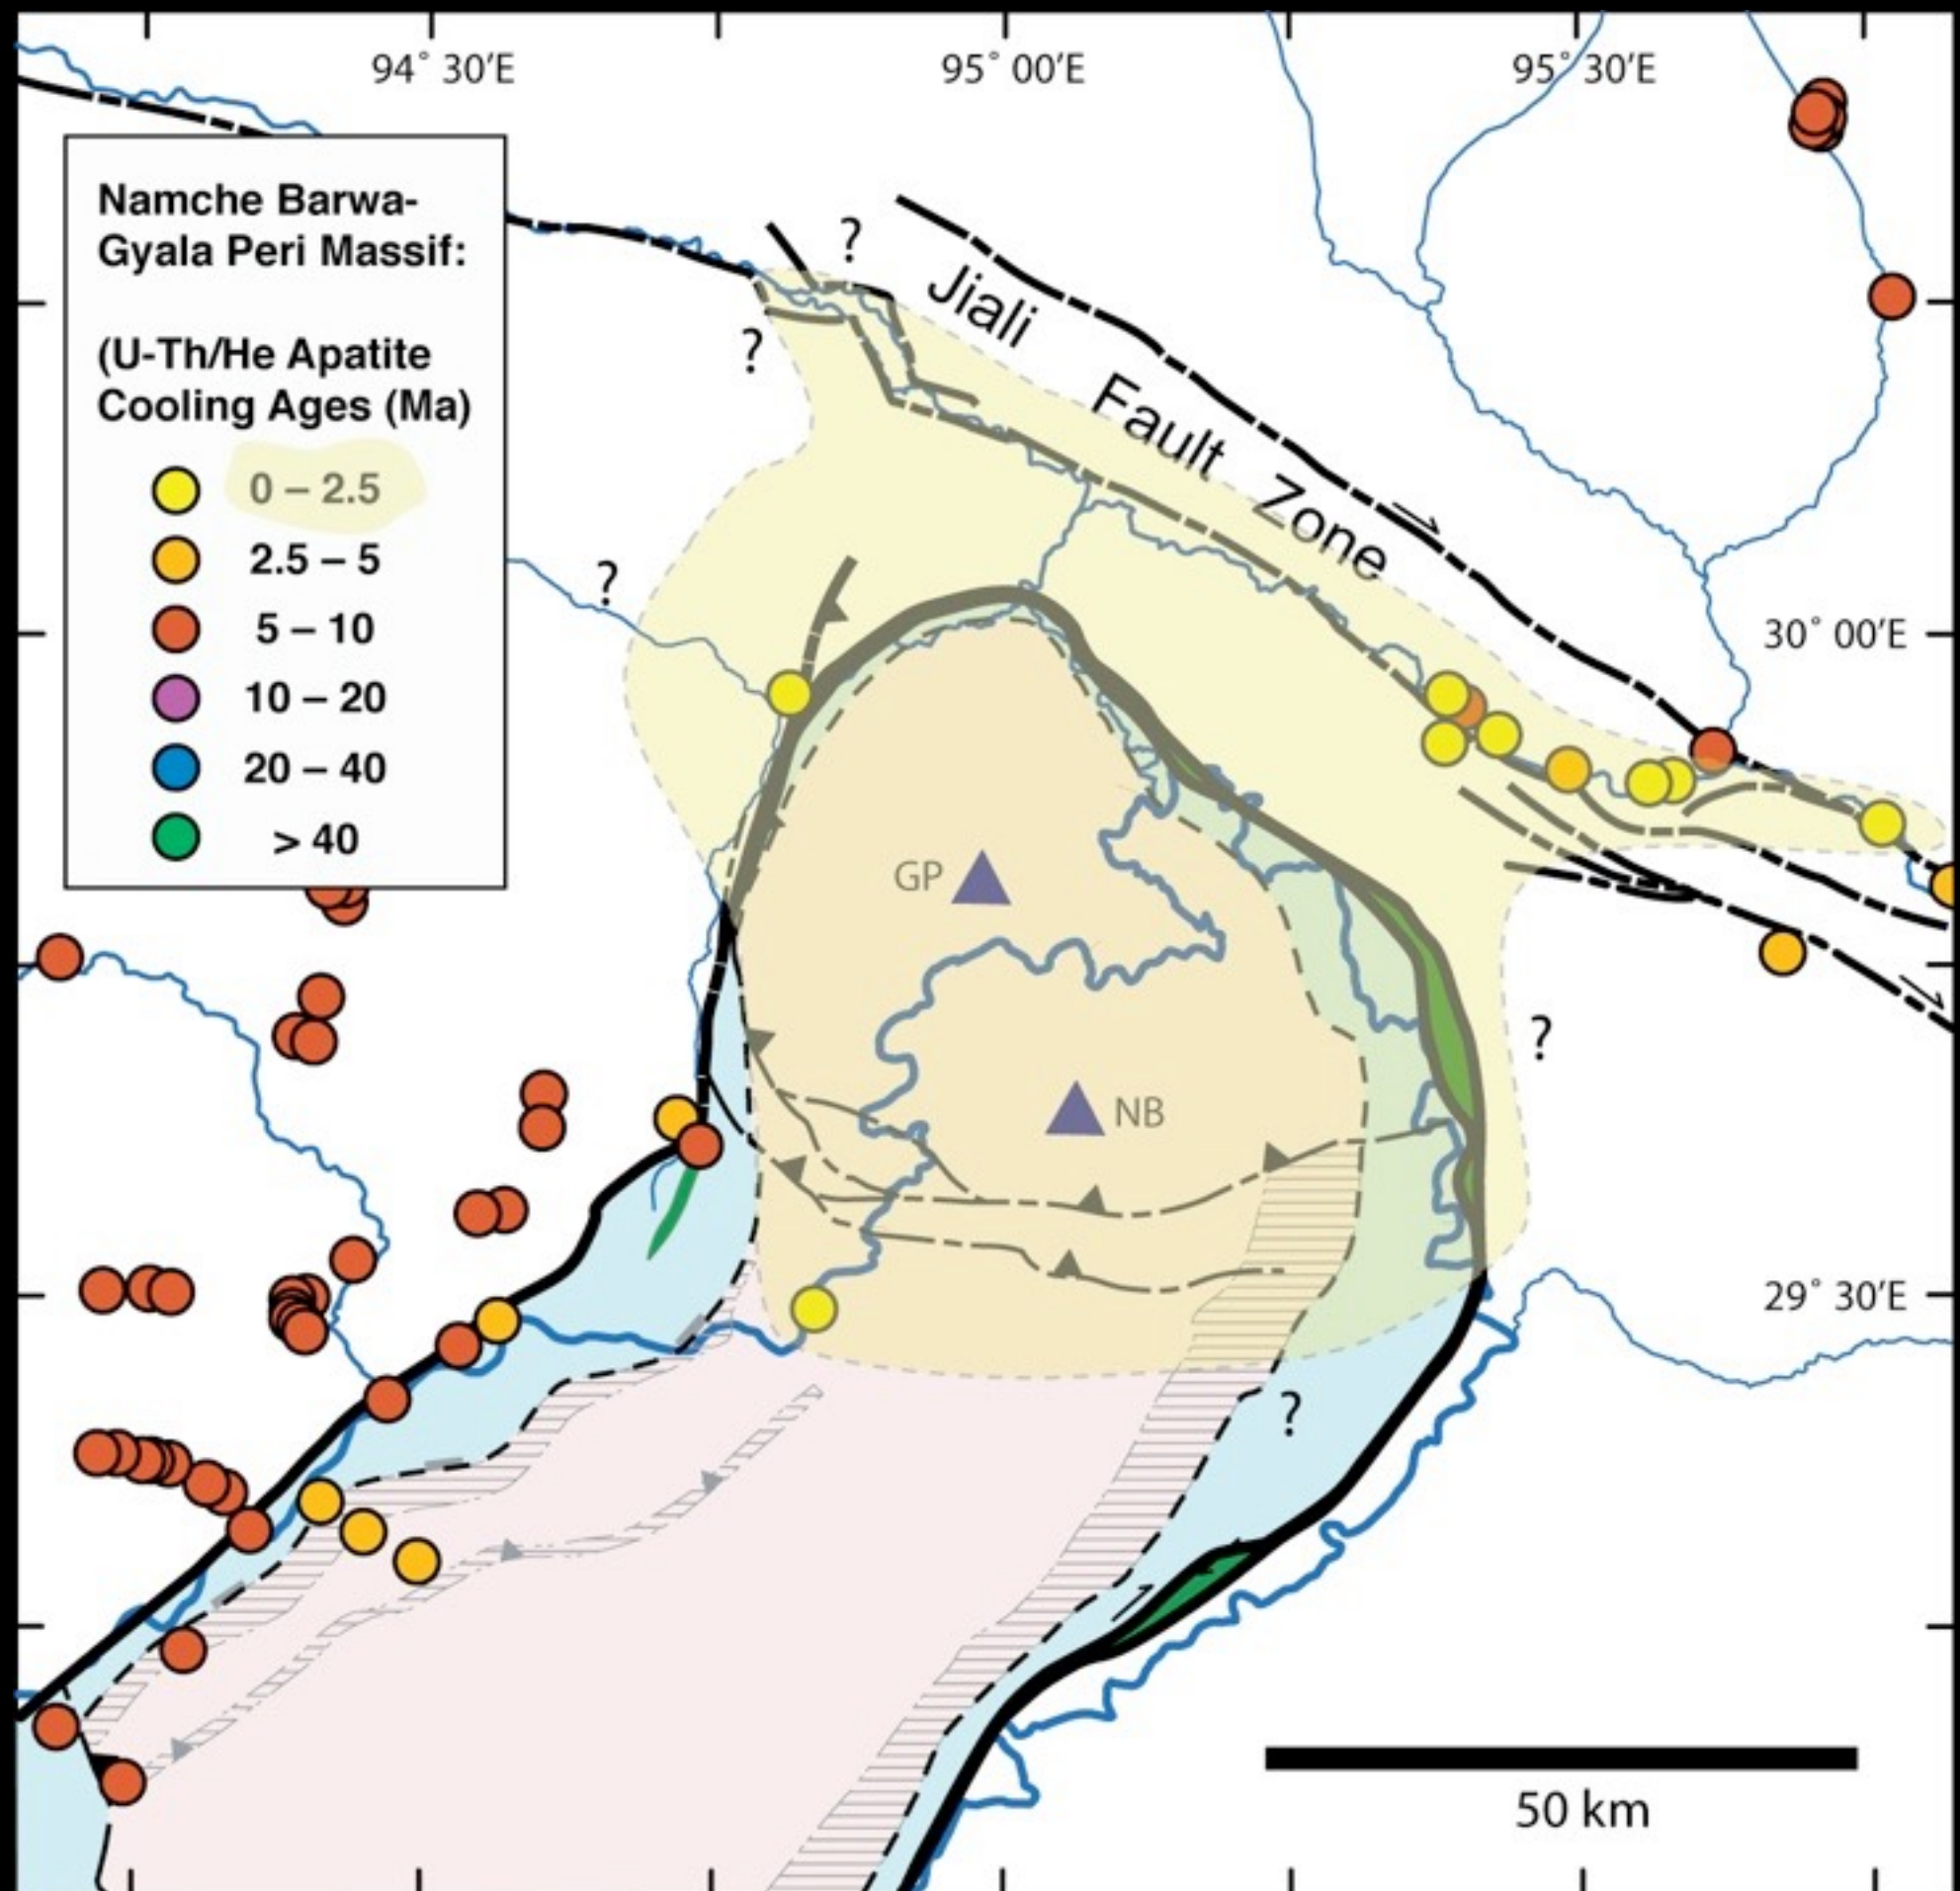 94° 30'E
95° 00'E
95° 30'E
Namche Barwa-
Gyala Peri Massif:
(U-Th/He Apatite
Cooling Ages (Ma)
0 – 2.5
2.5 – 5
5 – 10
10 – 20
20 – 40
> 40
?
?
Jiali
Fault
Zone
?
30° 00'E
GP
?
NB
29° 30'E
?
50 km